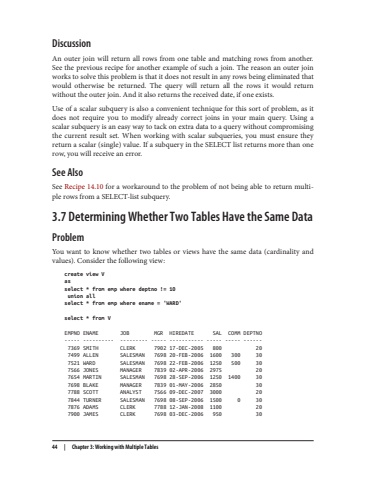 Discussion
An outer join will return all rows from one table and matching rows from another.
See the previous recipe for another example of such a join. The reason an outer join
works to solve this problem is that it does not result in any rows being eliminated that
would otherwise be returned. The query will return all the rows it would return
without the outer join. And it also returns the received date, if one exists.
Use of a scalar subquery is also a convenient technique for this sort of problem, as it
does not require you to modify already correct joins in your main query. Using a
scalar subquery is an easy way to tack on extra data to a query without compromising
the current result set. When working with scalar subqueries, you must ensure they
return a scalar (single) value. If a subquery in the SELECT list returns more than one
row, you will receive an error.
See Also
See Recipe 14.10 for a workaround to the problem of not being able to return multi-
ple rows from a SELECT-list subquery.
3.7 Determining Whether Two Tables Have the Same Data
Problem
You want to know whether two tables or views have the same data (cardinality and
values). Consider the following view:
create view V
as
select * from emp where deptno != 10
union all
select * from emp where ename = 'WARD'
select * from V
EMPNO ENAME JOB MGR HIREDATE SAL COMM DEPTNO
----- ---------- --------- ----- ----------- ----- ----- ------
7369 SMITH CLERK 7902 17-DEC-2005 800 20
7499 ALLEN SALESMAN 7698 20-FEB-2006 1600 300 30
7521 WARD SALESMAN 7698 22-FEB-2006 1250 500 30
7566 JONES MANAGER 7839 02-APR-2006 2975 20
7654 MARTIN SALESMAN 7698 28-SEP-2006 1250 1400 30
7698 BLAKE MANAGER 7839 01-MAY-2006 2850 30
7788 SCOTT ANALYST 7566 09-DEC-2007 3000 20
7844 TURNER SALESMAN 7698 08-SEP-2006 1500 0 30
7876 ADAMS CLERK 7788 12-JAN-2008 1100 20
7900 JAMES CLERK 7698 03-DEC-2006 950 30
44 | Chapter 3: Working with Multiple Tables